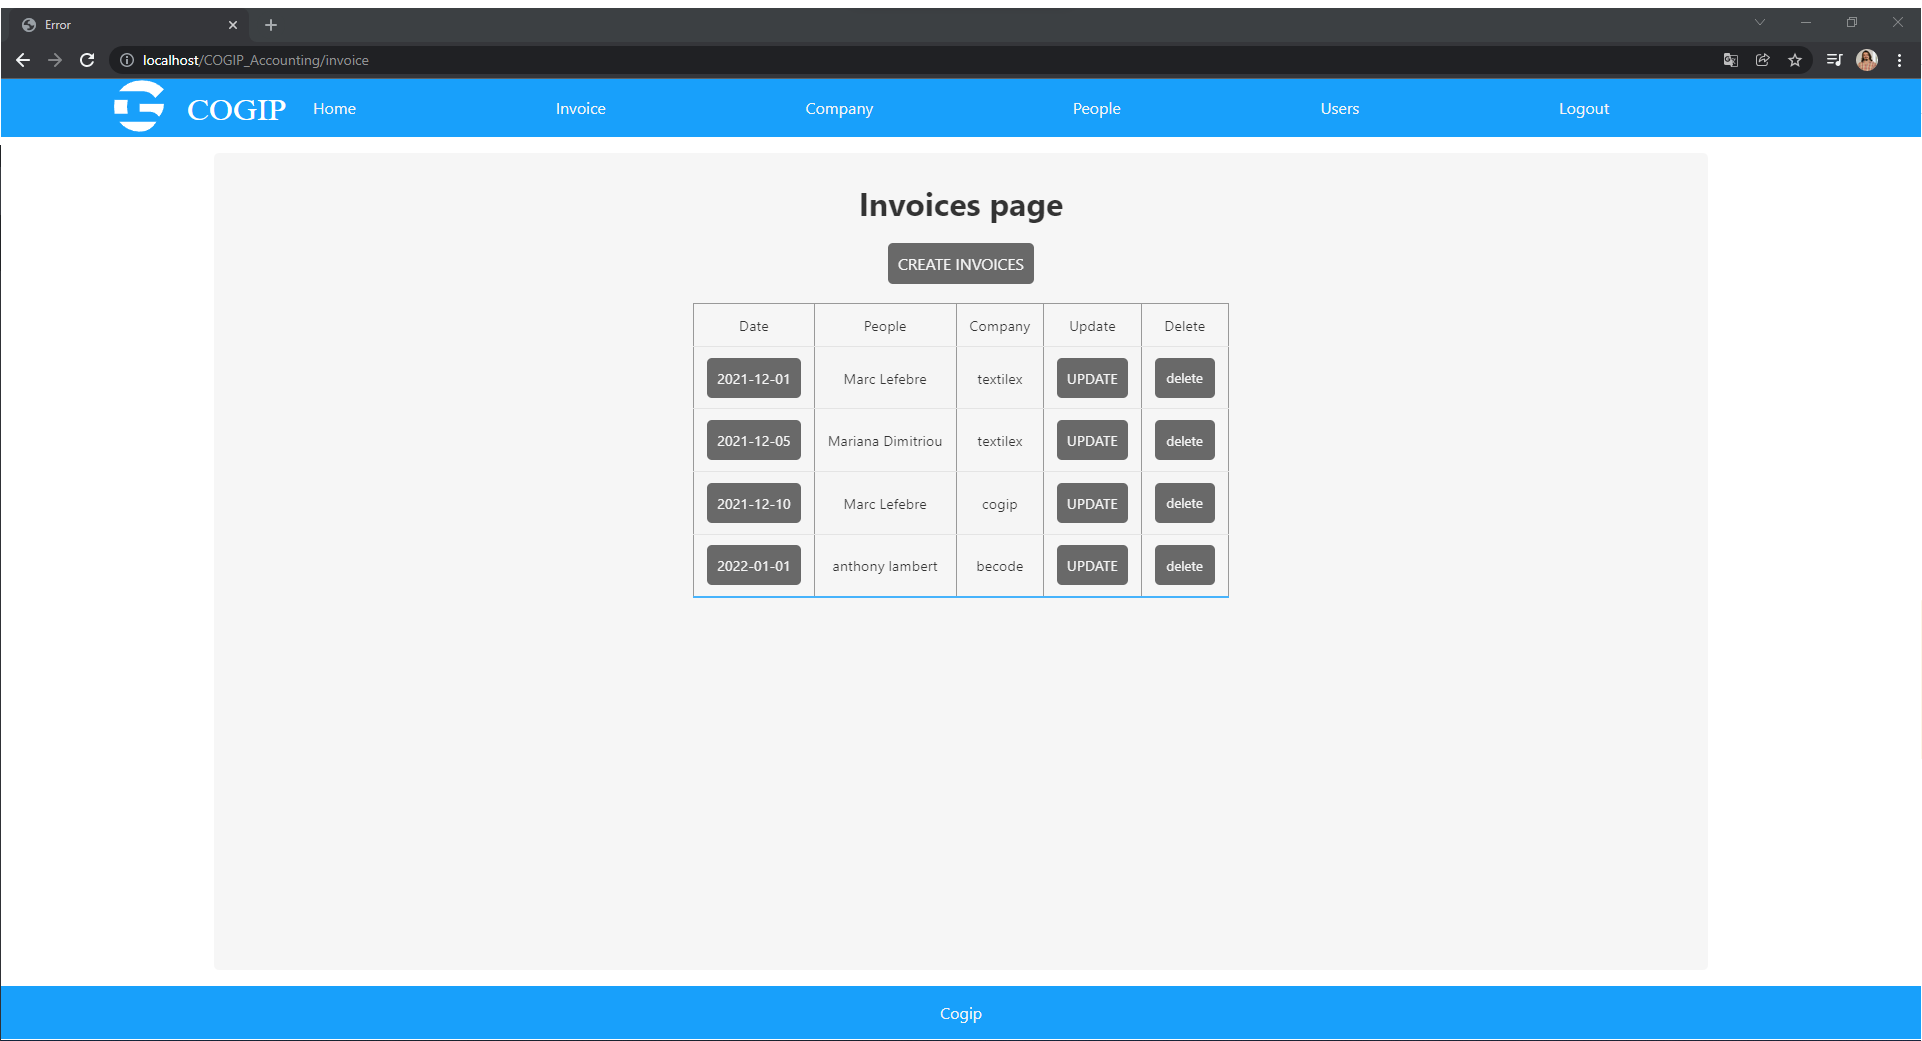 Error
localhost/COGIP_Accounting/invoice
COGIP Home Invoice Company People Users Logout
Invoices page
CREATE INVOICES
Date People Company Update Delete
2021-12-01 Marc Lefebre textilex UPDATE delete
2021-12-05 Mariana Dimitriou textilex UPDATE delete
2021-12-10 Marc Lefebre cogip UPDATE delete
2022-01-01 anthony lambert becode UPDATE delete
Cogip